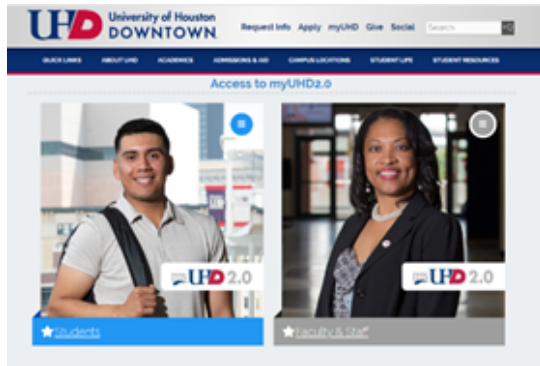 UHD University of Houston
DOWNTOWN
Request Info Apply myUHD Give Social Search
QUICK LINKS ABOUT UHD ACADEMICS ADMISSIONS & AID CAMPUS LOCATIONS STUDENT LIFE STUDENT RESOURCES
Access to myUHD2.0
UHD 2.0
UHD 2.0
Students
Faculty & Staff